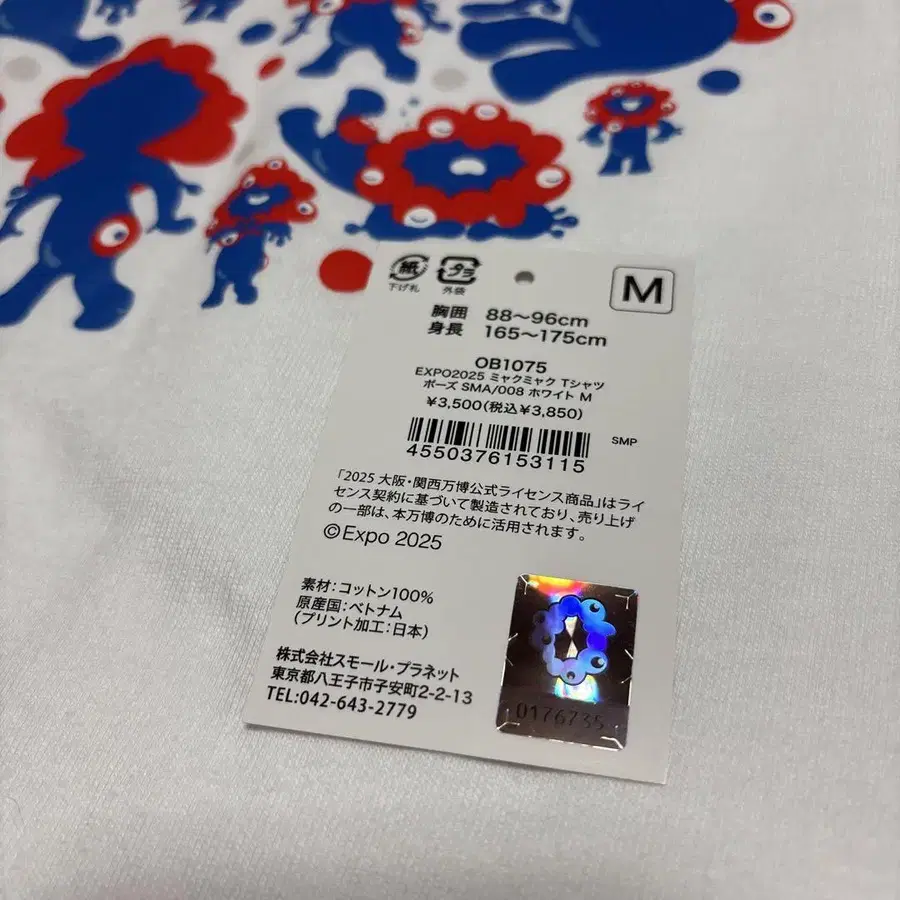 紙
下げ札
プラ
外袋
M
胸囲 88〜96cm
身長 165〜175cm
OB1075
EXPO2025 ミャクミャク Tシャツ
ポーズ SMA/008 ホワイト M
¥3,500(税込¥3,850)
SMP
4550376153115
「2025 大阪・関西万博公式ライセンス商品」はライ
センス契約に基づいて製造されており、売り上げ
の一部は、本万博のために活用されます。
©Expo 2025
素材:コットン100%
原産国:ベトナム
(プリント加工:日本)
株式会社スモール・プラネット
東京都八王子市子安町2-2-13
TEL:042-643-2779
0176735